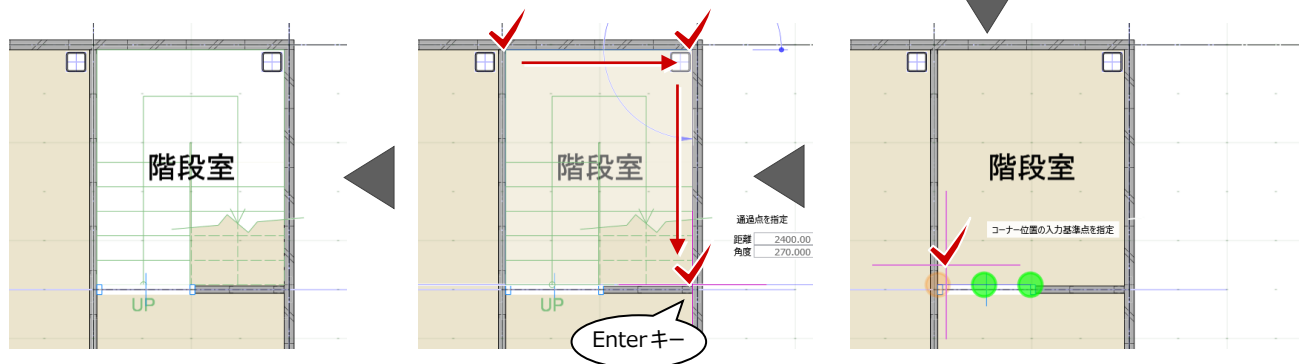 階段室
UP
階段室
通過点を指定
距離 2400.00
角度 270.000
UP
Enterキー
階段室
コーナー位置の入力基準点を指定